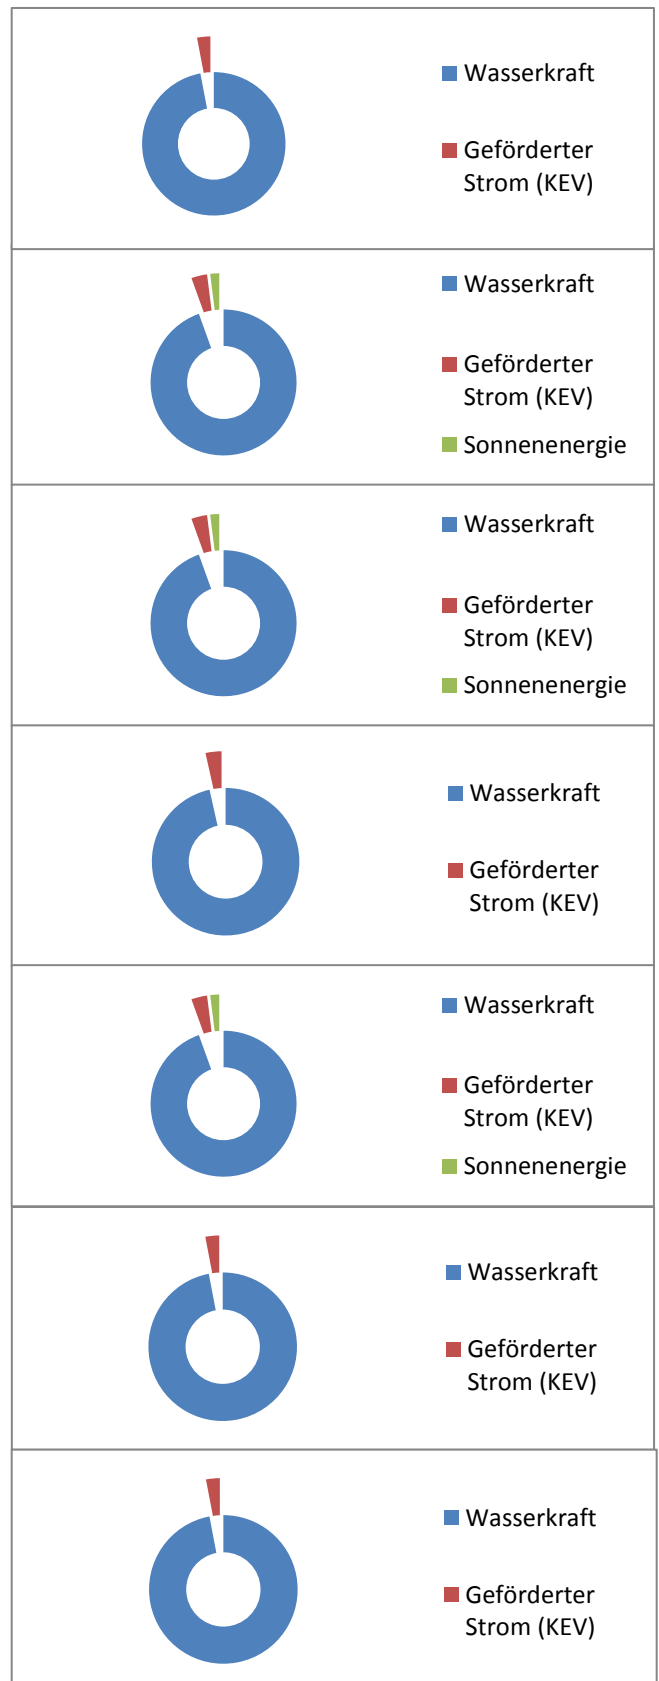 Wasserkraft
Geförderter
Strom (KEV)
Wasserkraft
Geförderter
Strom (KEV)
Sonnenenergie
Wasserkraft
Geförderter
Strom (KEV)
Sonnenenergie
Wasserkraft
Geförderter
Strom (KEV)
Wasserkraft
Geförderter
Strom (KEV)
Sonnenenergie
Wasserkraft
Geförderter
Strom (KEV)
Wasserkraft
Geförderter
Strom (KEV)